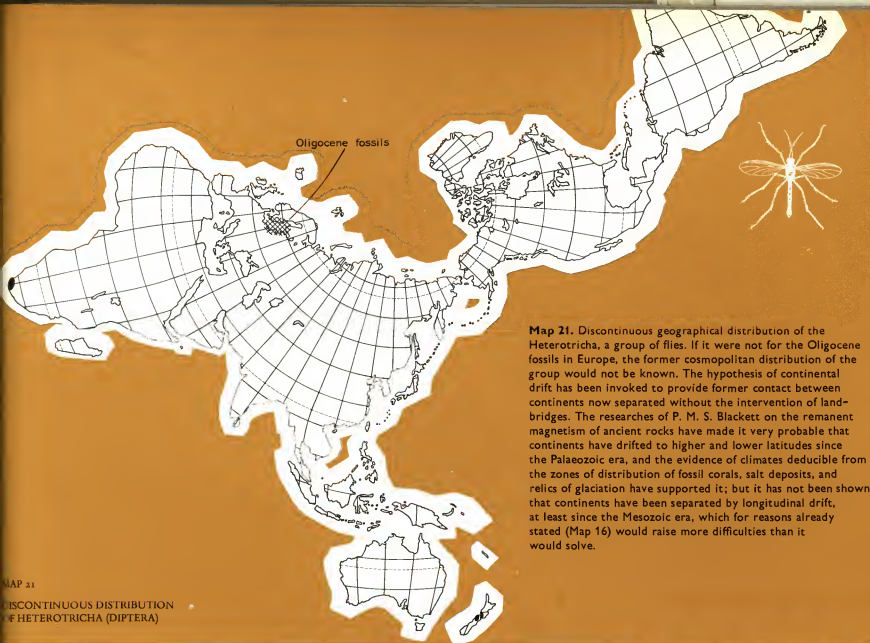 Oligocene fossils
Map 21. Discontinuous geographical distribution of the
Heterotricha, a group of flies. If it were not for the Oligocene
fossils in Europe, the former cosmopolitan distribution of the
group would not be known. The hypothesis of continental
drift has been invoked to provide former contact between
continents now separated without the intervention of land-
bridges. The researches of P. M. S. Blackett on the remanent
magnetism of ancient rocks have made it very probable that
continents have drifted to higher and lower latitudes since
the Palaeozoic era, and the evidence of climates deducible from
the zones of distribution of fossil corals, salt deposits, and
relics of glaciation have supported it; but it has not been shown
that continents have been separated by longitudinal drift,
at least since the Mesozoic era, which for reasons already
stated (Map 16) would raise more difficulties than it
would solve.
MAP 21
DISCONTINUOUS DISTRIBUTION
OF HETEROTRICHA (DIPTERA)